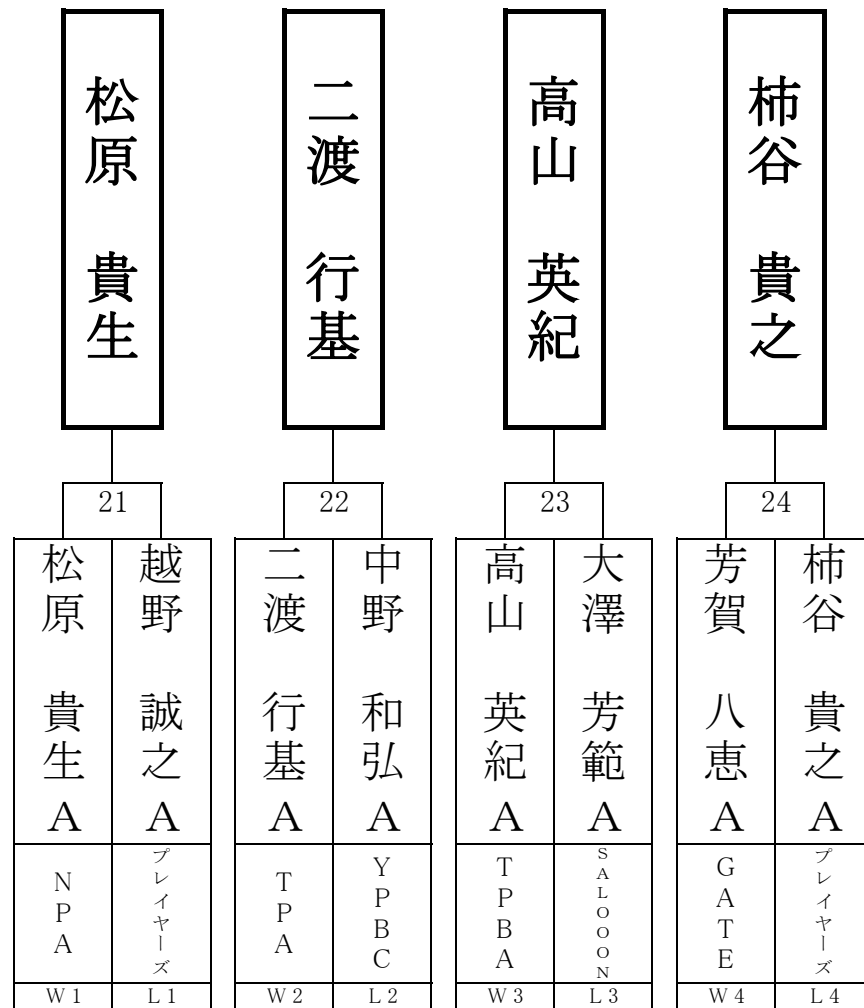 松原 貴生
二渡 行基
高山 英紀
柿谷 貴之
21
22
23
24
松原 貴生 A
越野 誠之 A
二渡 行基 A
中野 和弘 A
高山 英紀 A
大澤 芳範 A
芳賀 八恵 A
柿谷 貴之 A
NPA
プレイヤーズ
TPA
YPBC
TPBA
SALOOON
GATE
プレイヤーズ
W1
L1
W2
L2
W3
L3
W4
L4